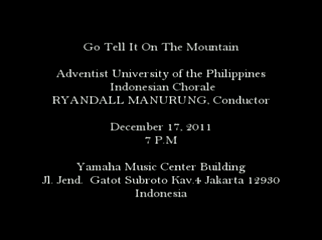 Go Tell It On The Mountain
Adventist University of the Philippines
Indonesian Chorale
RYANDALL MANURUNG, Conductor
December 17, 2011
7 P.M
Yamaha Music Center Building
Jl. Jend. Gatot Subroto Kav.4 Jakarta 12930
Indonesia